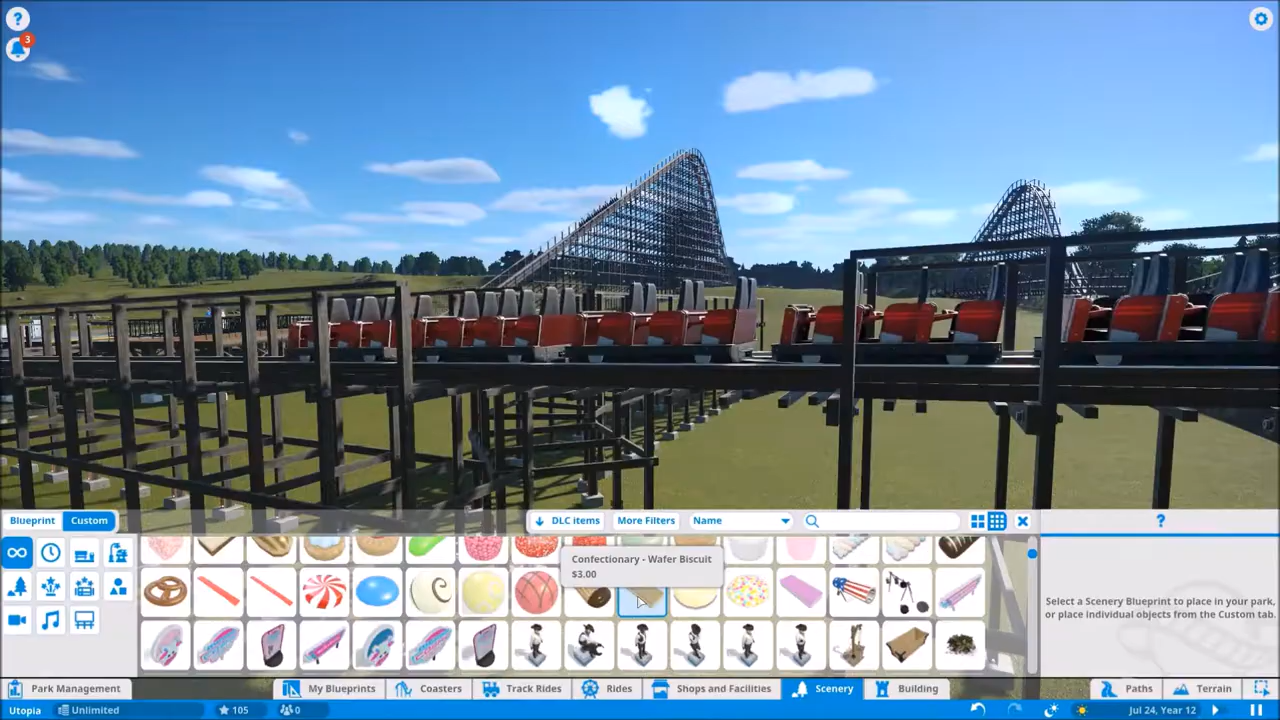 ?
3
Blueprint
Custom
DLC items
More Filters
Name
?
Confectionary - Wafer Biscuit
$3.00
Select a Scenery Blueprint to place in your park,
or place individual objects from the Custom tab.
Park Management
My Blueprints
Coasters
Track Rides
Rides
Shops and Facilities
Scenery
Building
Paths
Terrain
Utopia
Unlimited
105
0
Jul 24, Year 12